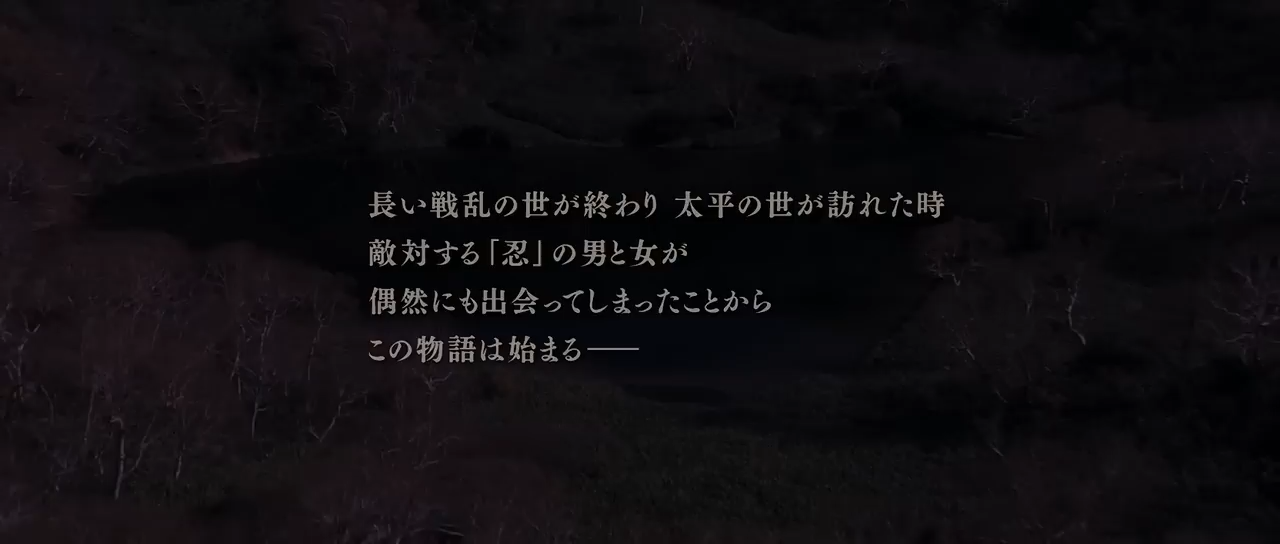 長い戦乱の世が終わり 太平の世が訪れた時
敵対する「忍」の男と女が
偶然にも出会ってしまったことから
この物語は始まる――